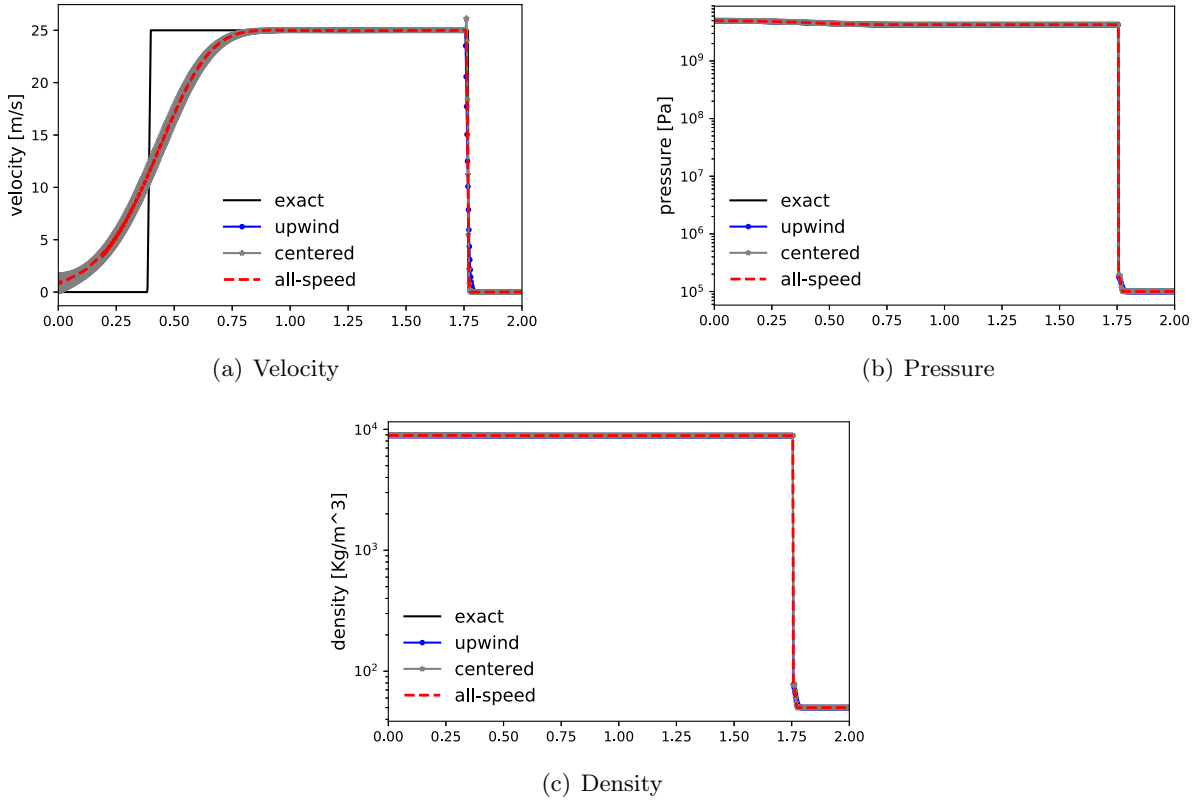 velocity [m/s]
25
20
15
10
5
0
exact
upwind
centered
all-speed
0.00 0.25 0.50 0.75 1.00 1.25 1.50 1.75 2.00
(a) Velocity
pressure [Pa]
10^9
10^8
10^7
10^6
10^5
exact
upwind
centered
all-speed
0.00 0.25 0.50 0.75 1.00 1.25 1.50 1.75 2.00
(b) Pressure
density [Kg/m^3]
10^4
10^3
10^2
exact
upwind
centered
all-speed
0.00 0.25 0.50 0.75 1.00 1.25 1.50 1.75 2.00
(c) Density